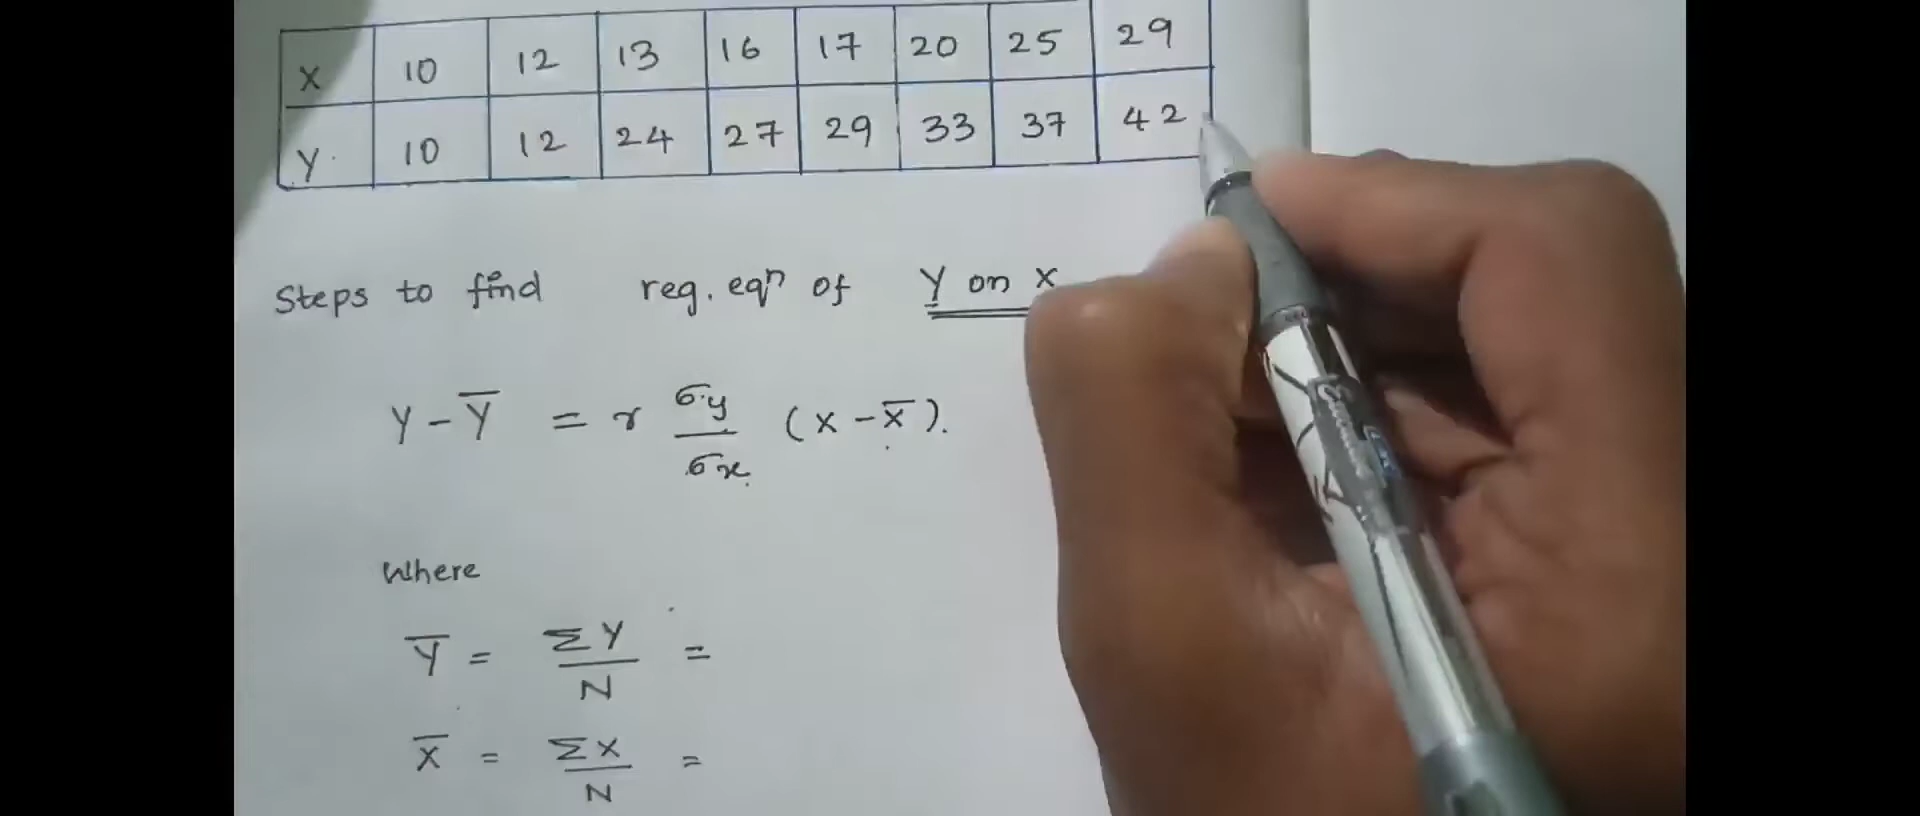 X 10 12 13 16 17 20 25 29
Y 10 12 24 27 29 33 37 42
Steps to find reg. eqⁿ of Y on X
Y - Y̅ = r σy/σx (X - X̅).
Where
Y̅ = ΣY/N =
X̅ = ΣX/N =